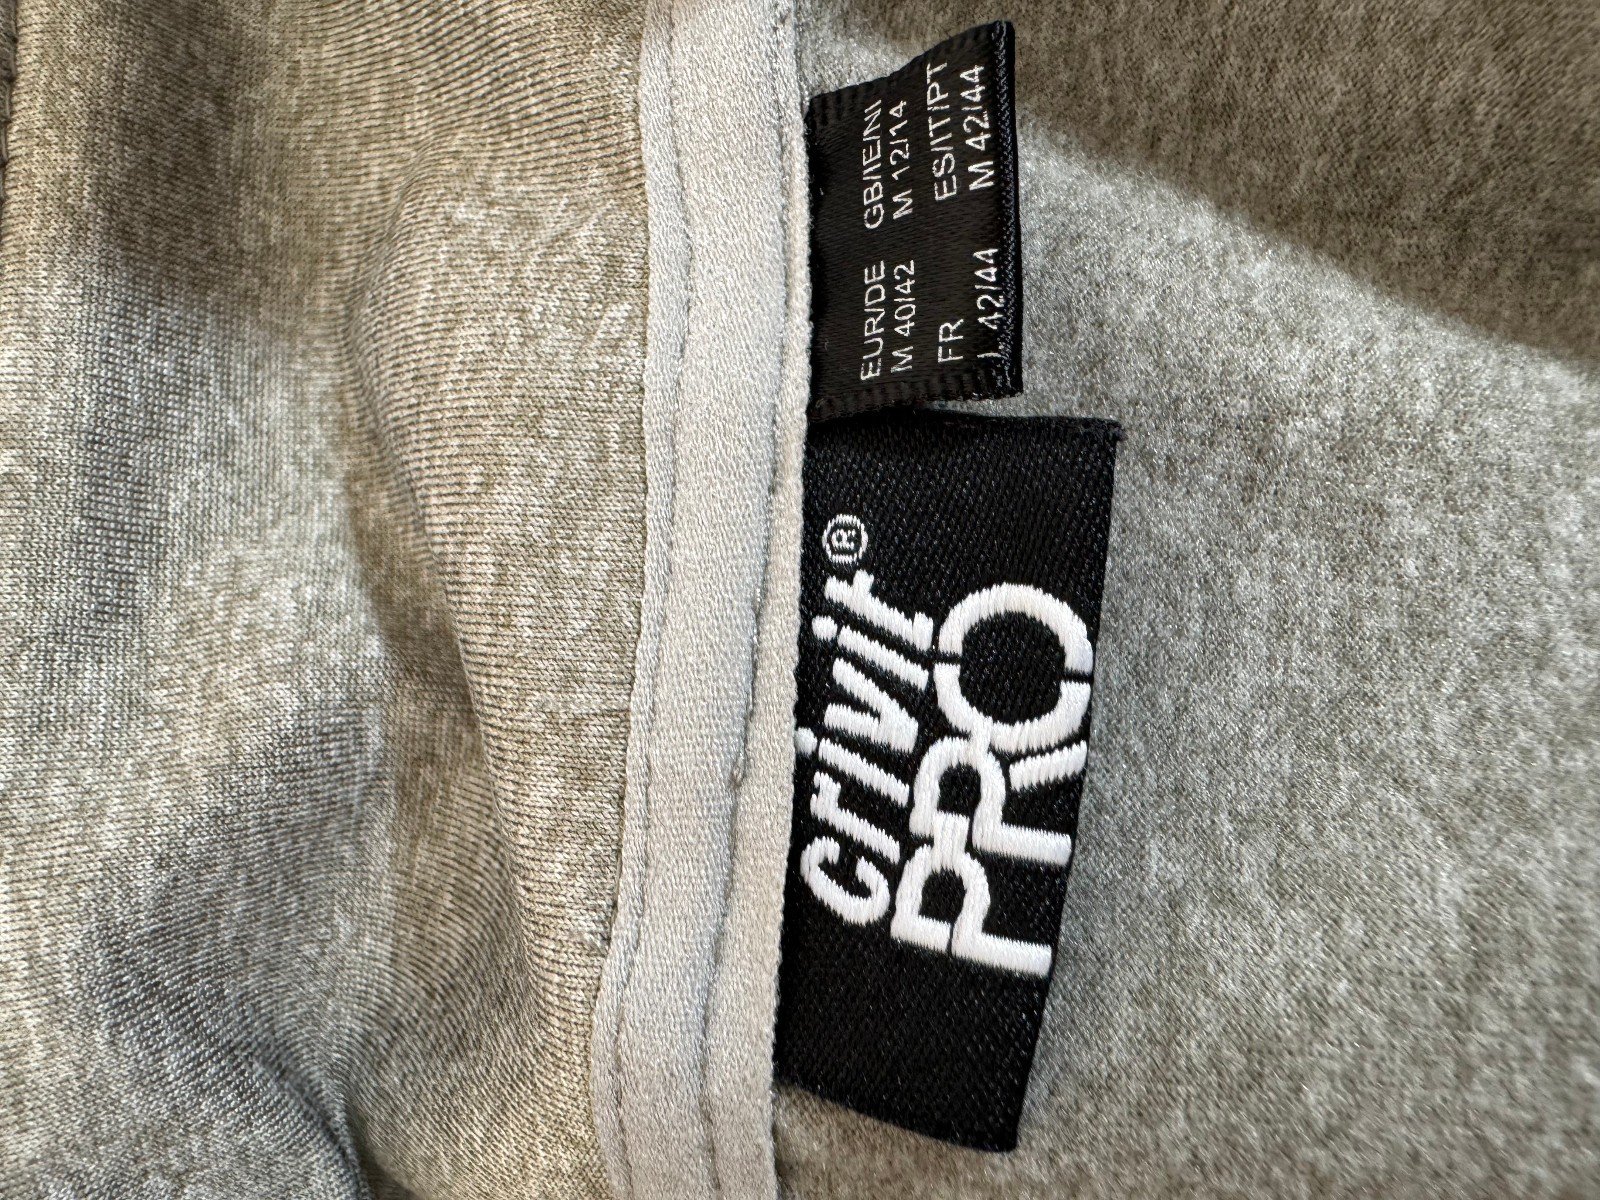 EUR/DE GB/IE/NI
M 40/42 M 12/14
FR ES/IT/PT
L 42/44 M 42/44
crivit®
PRO